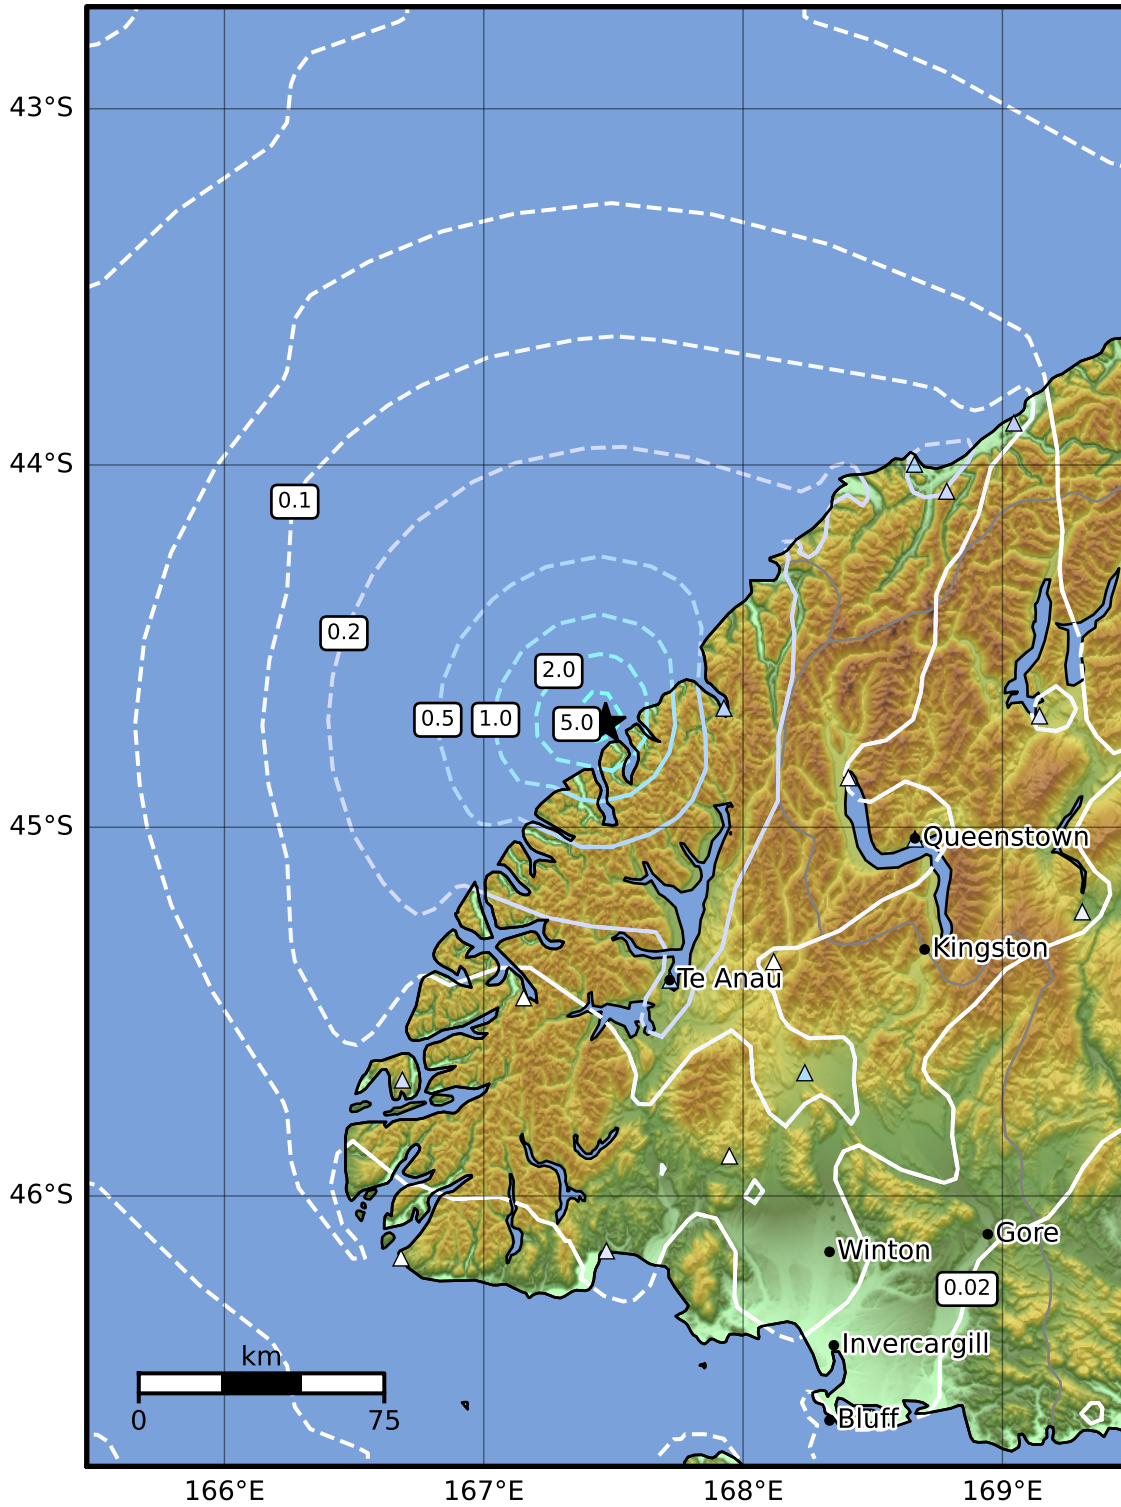 43°S
44°S
0.1
0.2
2.0
0.5
1.0
5.0
45°S
Queenstown
Kingston
Te Anau
46°S
Gore
Winton
0.02
Invercargill
km
0
75
Bluff
166°E
167°E
168°E
169°E